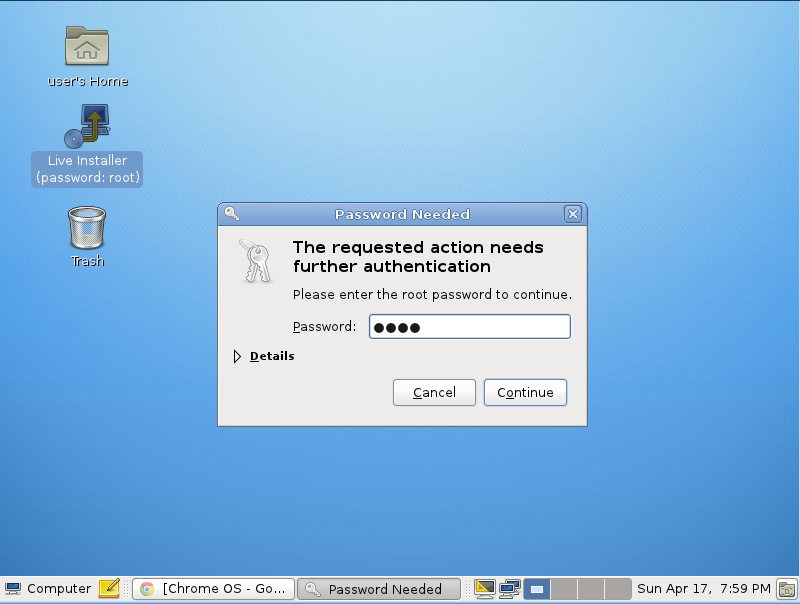 user's Home
Live Installer
(password: root)
Trash
Password Needed
The requested action needs
further authentication
Please enter the root password to continue.
Password: ●●●●
Details
Cancel Continue
Computer [Chrome OS - Go... Password Needed Sun Apr 17, 7:59 PM